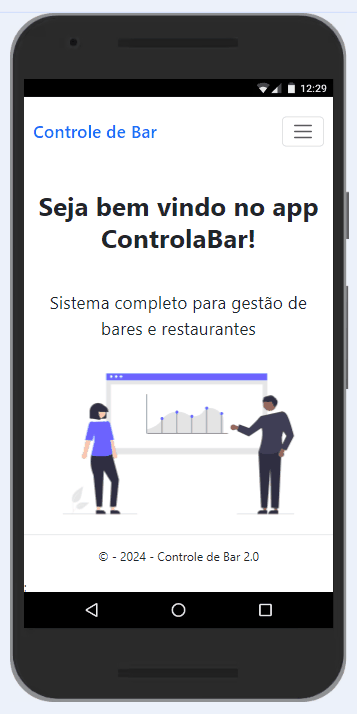 12:29
Controle de Bar
Seja bem vindo no app
ControlaBar!
Sistema completo para gestão de
bares e restaurantes
© - 2024 - Controle de Bar 2.0
;